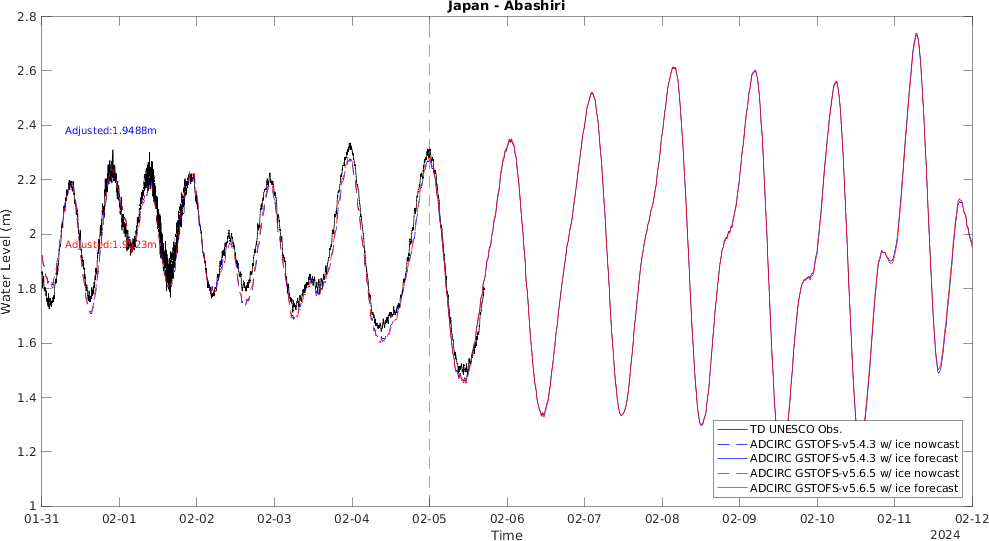 Japan - Abashiri
2.8
2.6
2.4
2.2
2
1.8
1.6
1.4
1.2
1
Water Level (m)
Adjusted:1.9488m
TD UNESCO Obs.
ADCIRC GSTOFS-v5.4.3 w/ ice nowcast
ADCIRC GSTOFS-v5.4.3 w/ ice forecast
ADCIRC GSTOFS-v5.6.5 w/ ice nowcast
ADCIRC GSTOFS-v5.6.5 w/ ice forecast
01-31 02-01 02-02 02-03 02-04 02-05 02-06 02-07 02-08 02-09 02-10 02-11 02-12
Time
2024